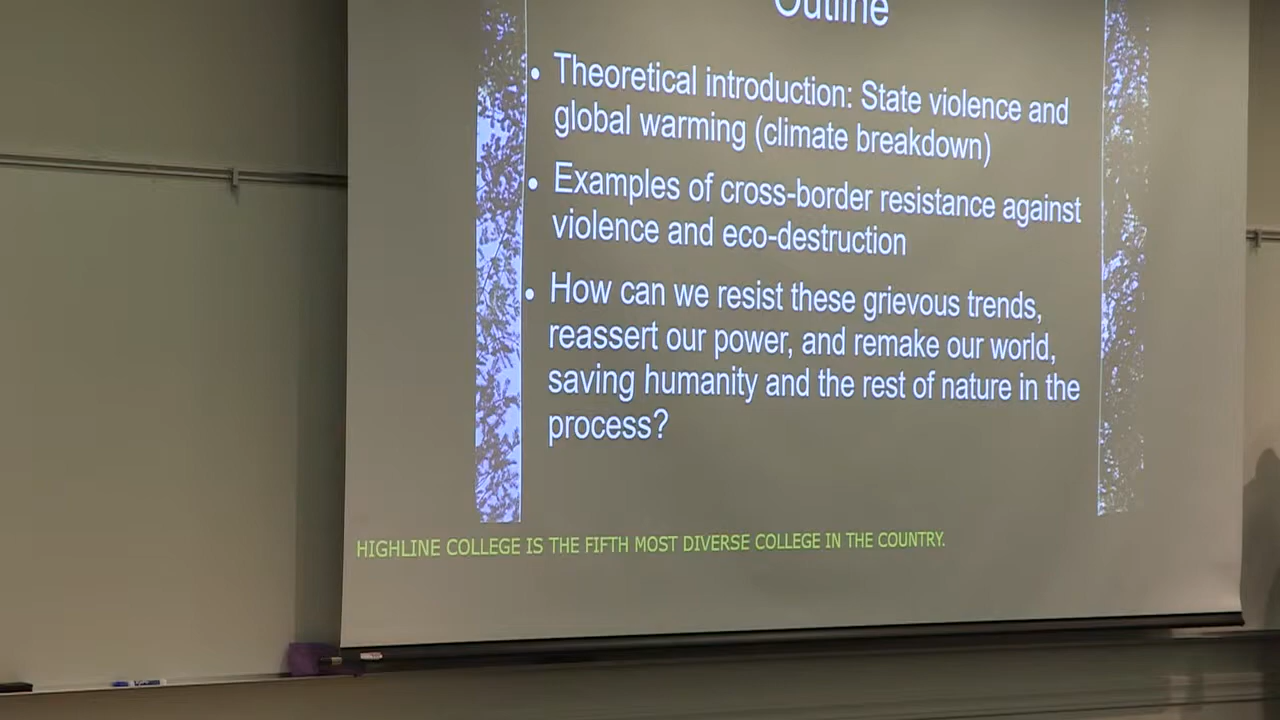 Outline
• Theoretical introduction: State violence and
global warming (climate breakdown)
• Examples of cross-border resistance against
violence and eco-destruction
• How can we resist these grievous trends,
reassert our power, and remake our world,
saving humanity and the rest of nature in the
process?
HIGHLINE COLLEGE IS THE FIFTH MOST DIVERSE COLLEGE IN THE COUNTRY.